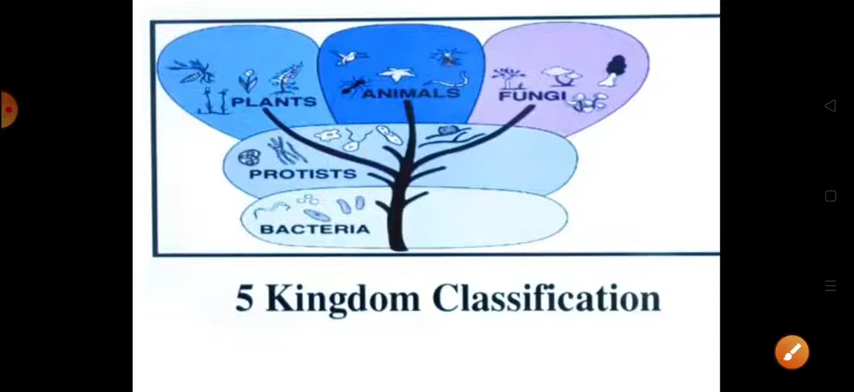 PLANTS
ANIMALS
FUNGI
PROTISTS
BACTERIA
5 Kingdom Classification